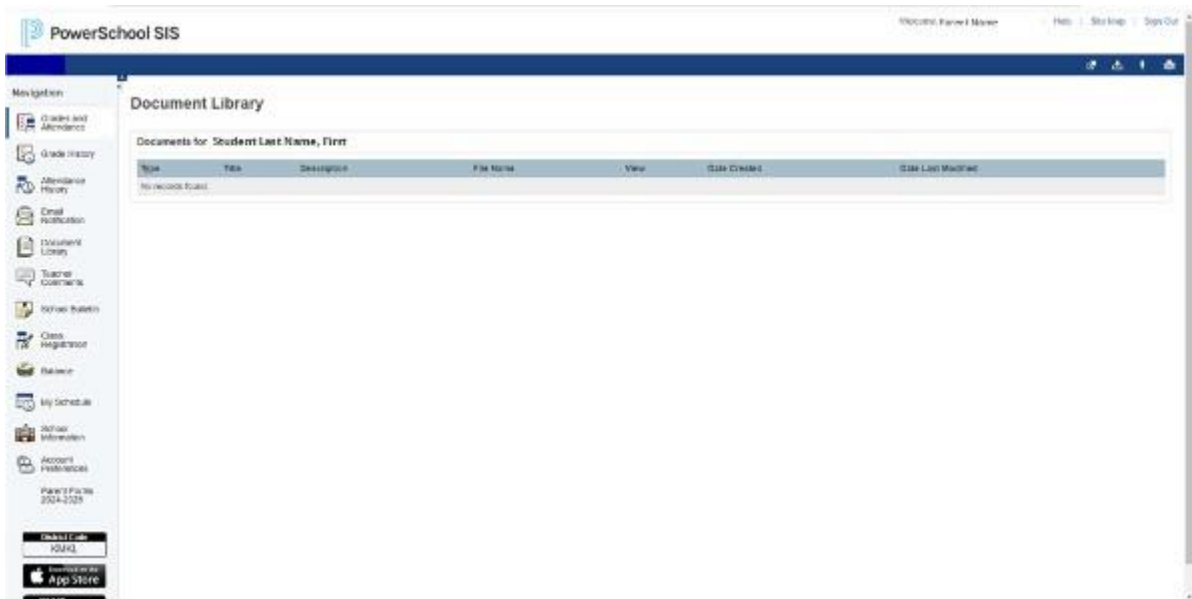 PowerSchool SIS
Welcome, Parent Name
Help | Site Map | Sign Out
Navigation
Grades and
Attendance
Grade History
Attendance
History
Email
Notification
Document
Library
Teacher
Comments
School Bulletin
Class
Registration
Balance
My Schedule
School
Information
Account
Preferences
Parent Forms
2024-2025
District Code
Download on the
App Store
Document Library
Documents for Student Last Name, First
Type Title Description File Name View Date Created Date Last Modified
No records found.